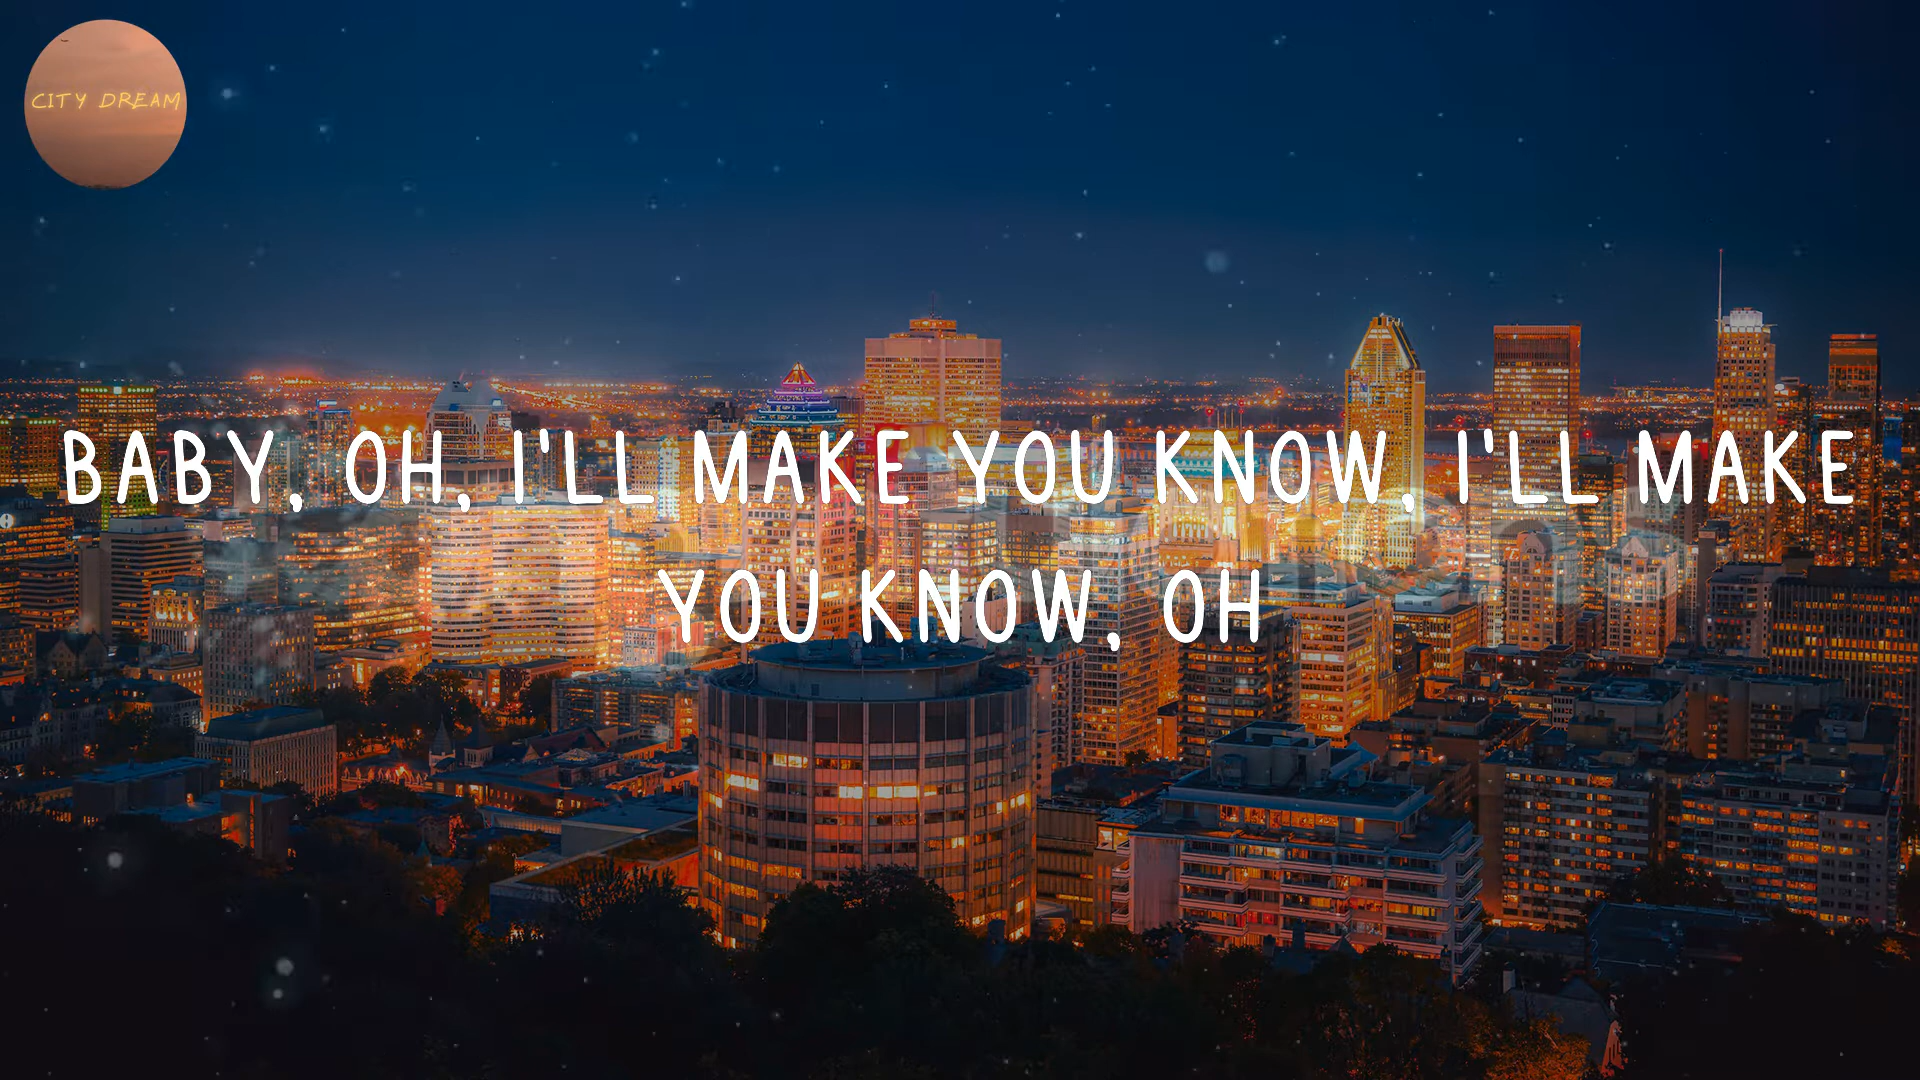 CITY DREAM
BABY, OH, I'LL MAKE YOU KNOW, I'LL MAKE
YOU KNOW, OH